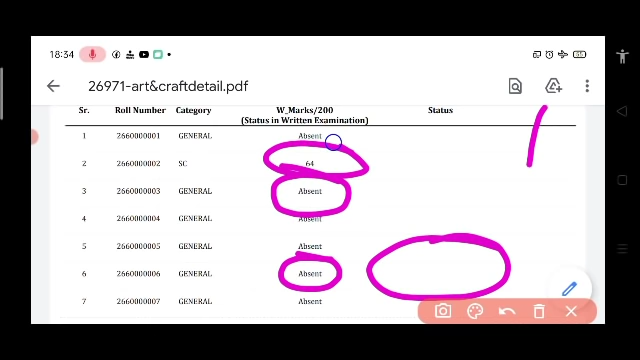 18:34
26971-art&craftdetail.pdf
Sr. Roll Number Category W_Marks/200 Status
(Status in Written Examination)
1 2660000001 GENERAL Absent
2 2660000002 SC 64
3 2660000003 GENERAL Absent
4 2660000004 GENERAL Absent
5 2660000005 GENERAL Absent
6 2660000006 GENERAL Absent
7 2660000007 GENERAL Absent